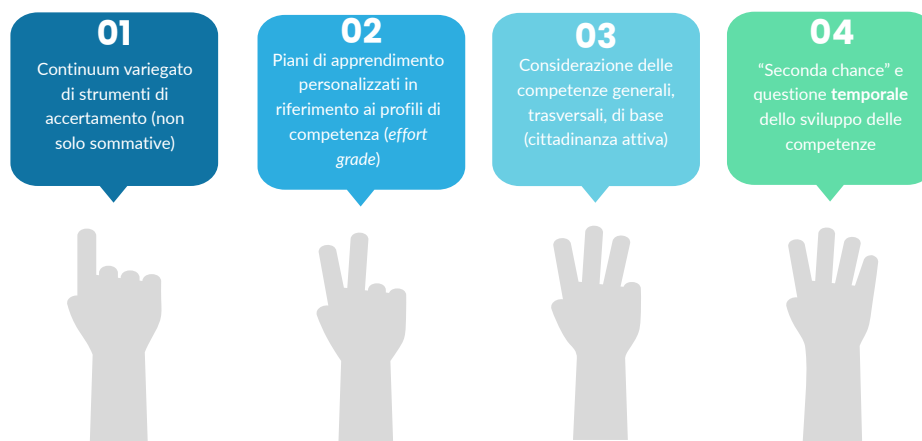 01
Continuum variegato
di strumenti di
accertamento (non
solo sommative)
02
Piani di apprendimento
personalizzati in
riferimento ai profili di
competenza (effort
grade)
03
Considerazione delle
competenze generali,
trasversali, di base
(cittadinanza attiva)
04
“Seconda chance” e
questione temporale
dello sviluppo delle
competenze